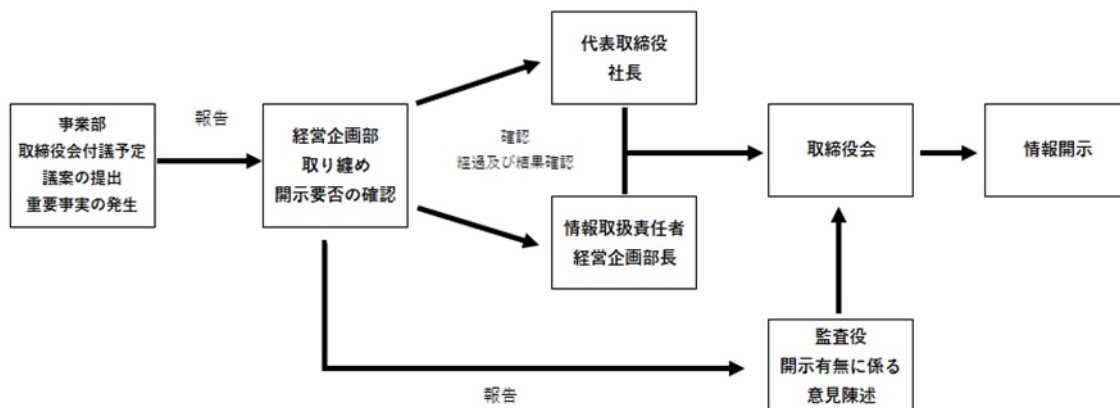 事業部
取締役会付議予定
議案の提出
重要事実の発生
報告
経営企画部
取り纏め
開示要否の確認
代表取締役
社長
確認
経過及び結果確認
情報取扱責任者
経営企画部長
取締役会
情報開示
監査役
開示有無に係る
意見陳述
報告